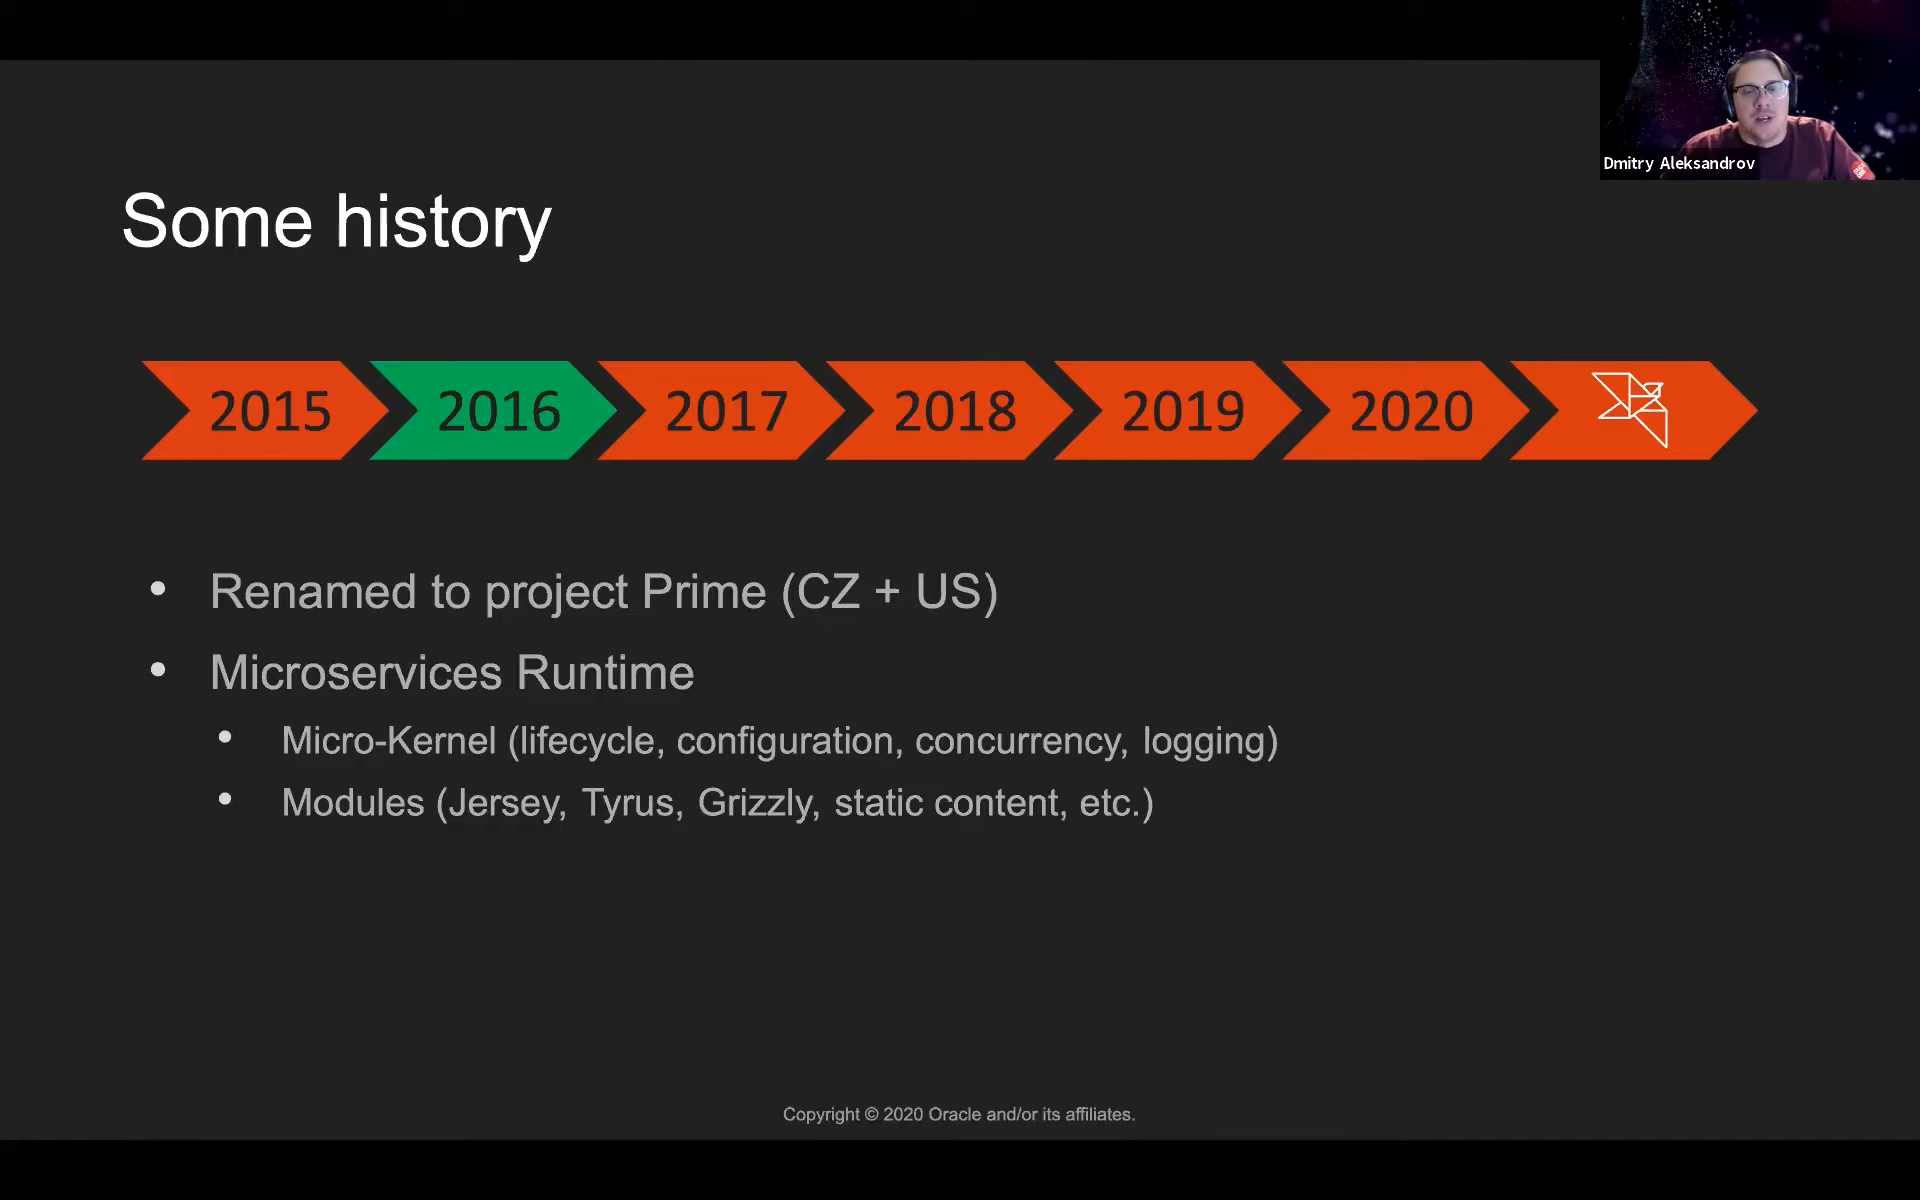 Dmitry Aleksandrov
Some history
2015 2016 2017 2018 2019 2020
• Renamed to project Prime (CZ + US)
• Microservices Runtime
• Micro-Kernel (lifecycle, configuration, concurrency, logging)
• Modules (Jersey, Tyrus, Grizzly, static content, etc.)
Copyright © 2020 Oracle and/or its affiliates.